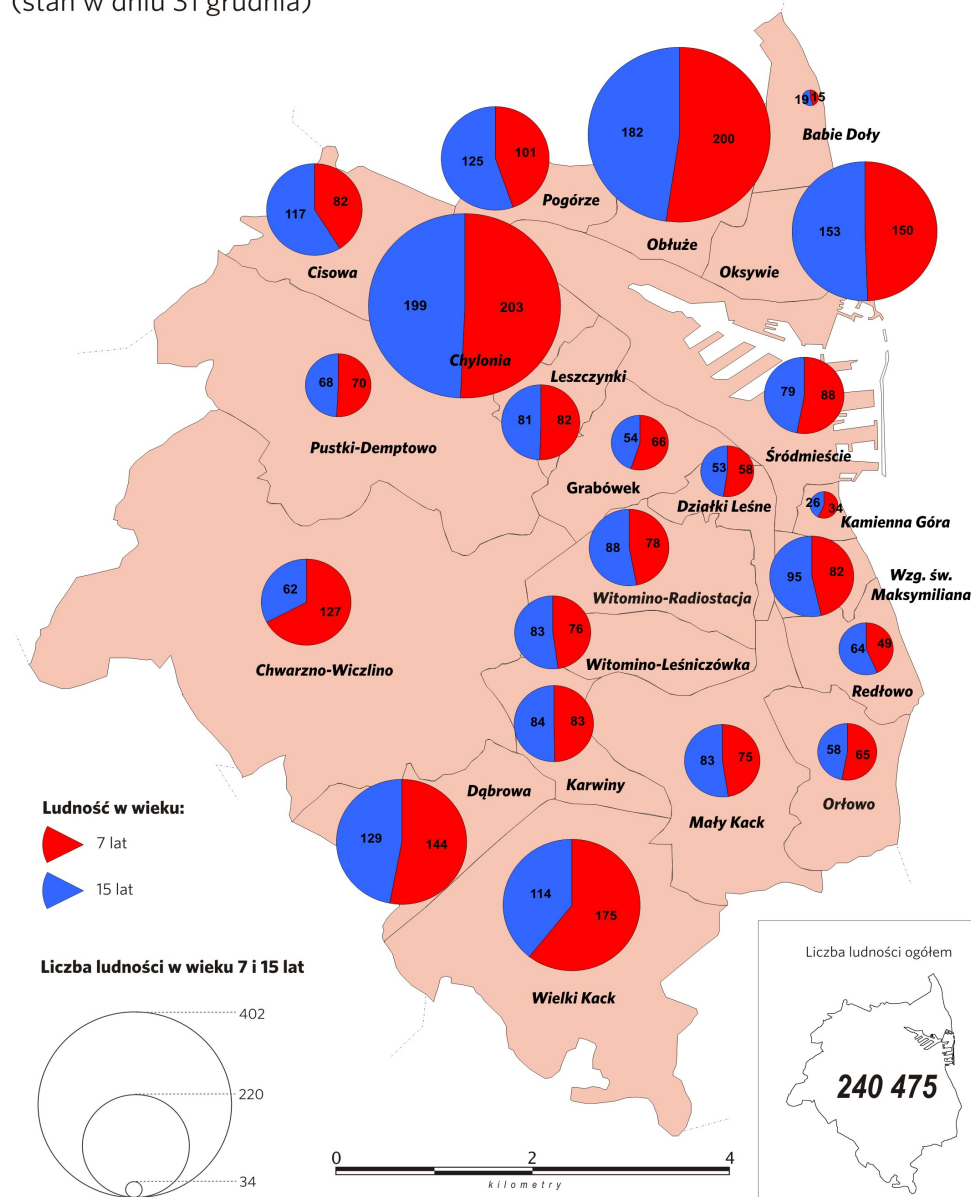 (stan w dniu 31 grudnia)
19 15
Babie Doły
182 200
Obłuże
125 101
Pogórze
117 82
Cisowa
153 150
Oksywie
199 203
Chylonia
Leszczynki
68 70
Pustki-Demptowo
81 82
79 88
Śródmieście
54 66
Grabówek
53 58
Działki Leśne
26 34
Kamienna Góra
88 78
Witomino-Radiostacja
95 82
Wzg. św.
Maksymiliana
62 127
Chwarzno-Wiczlino
83 76
Witomino-Leśniczówka
64 49
Redłowo
84 83
Karwiny
83 75
Mały Kack
58 65
Orłowo
Dąbrowa
129 144
114 175
Wielki Kack
Ludność w wieku:
7 lat
15 lat
Liczba ludności w wieku 7 i 15 lat
402
220
34
0 2 4
kilometry
Liczba ludności ogółem
240 475